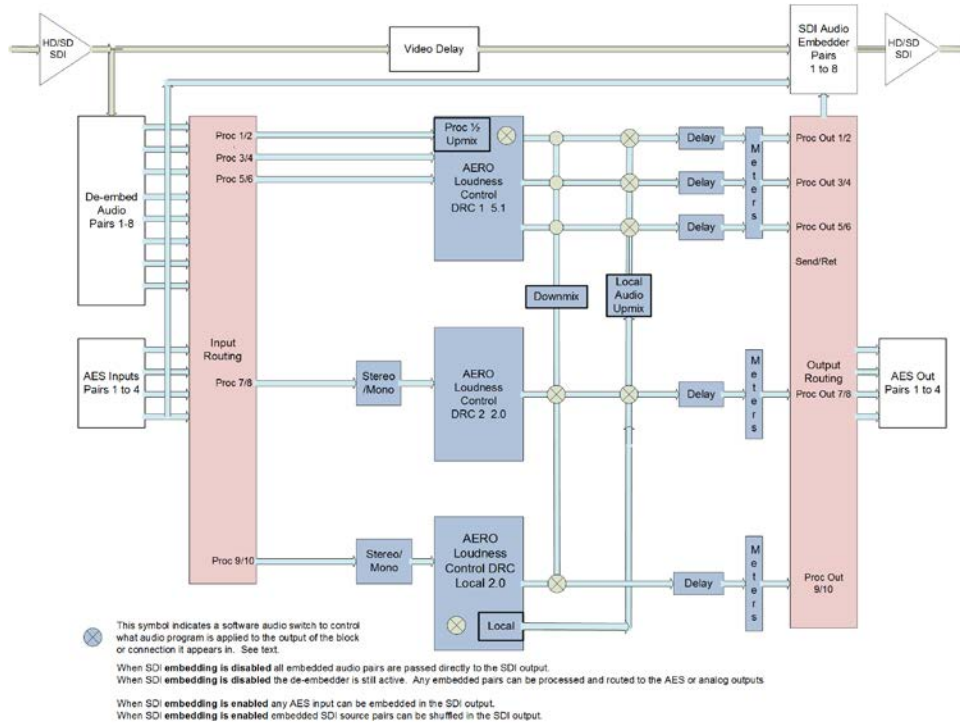 HD/SD
SDI
Video Delay
SDI Audio
Embedder
Pairs
1 to 8
HD/SD
SDI
De-embed
Audio
Pairs 1-8
AES Inputs
Pairs 1 to 4
Input
Routing
Proc 1/2
Proc 3/4
Proc 5/6
Proc 7/8
Proc 9/10
Proc ½
Upmix
AERO
Loudness
Control
DRC 1 5.1
Stereo
/Mono
AERO
Loudness
Control
DRC 2 2.0
Stereo/
Mono
AERO
Loudness
Control DRC
Local 2.0
Local
Downmix
Local
Audio
Upmix
Delay
Delay
Delay
Delay
Delay
Meters
Meters
Meters
Proc Out 1/2
Proc Out 3/4
Proc Out 5/6
Send/Ret
Output
Routing
Proc Out 7/8
Proc Out
9/10
AES Out
Pairs 1 to 4
This symbol indicates a software audio switch to control
what audio program is applied to the output of the block
or connection it appears in. See text.
When SDI embedding is disabled all embedded audio pairs are passed directly to the SDI output.
When SDI embedding is disabled the de-embedder is still active. Any embedded pairs can be processed and routed to the AES or analog outputs
When SDI embedding is enabled any AES input can be embedded in the SDI output.
When SDI embedding is enabled embedded SDI source pairs can be shuffled in the SDI output.